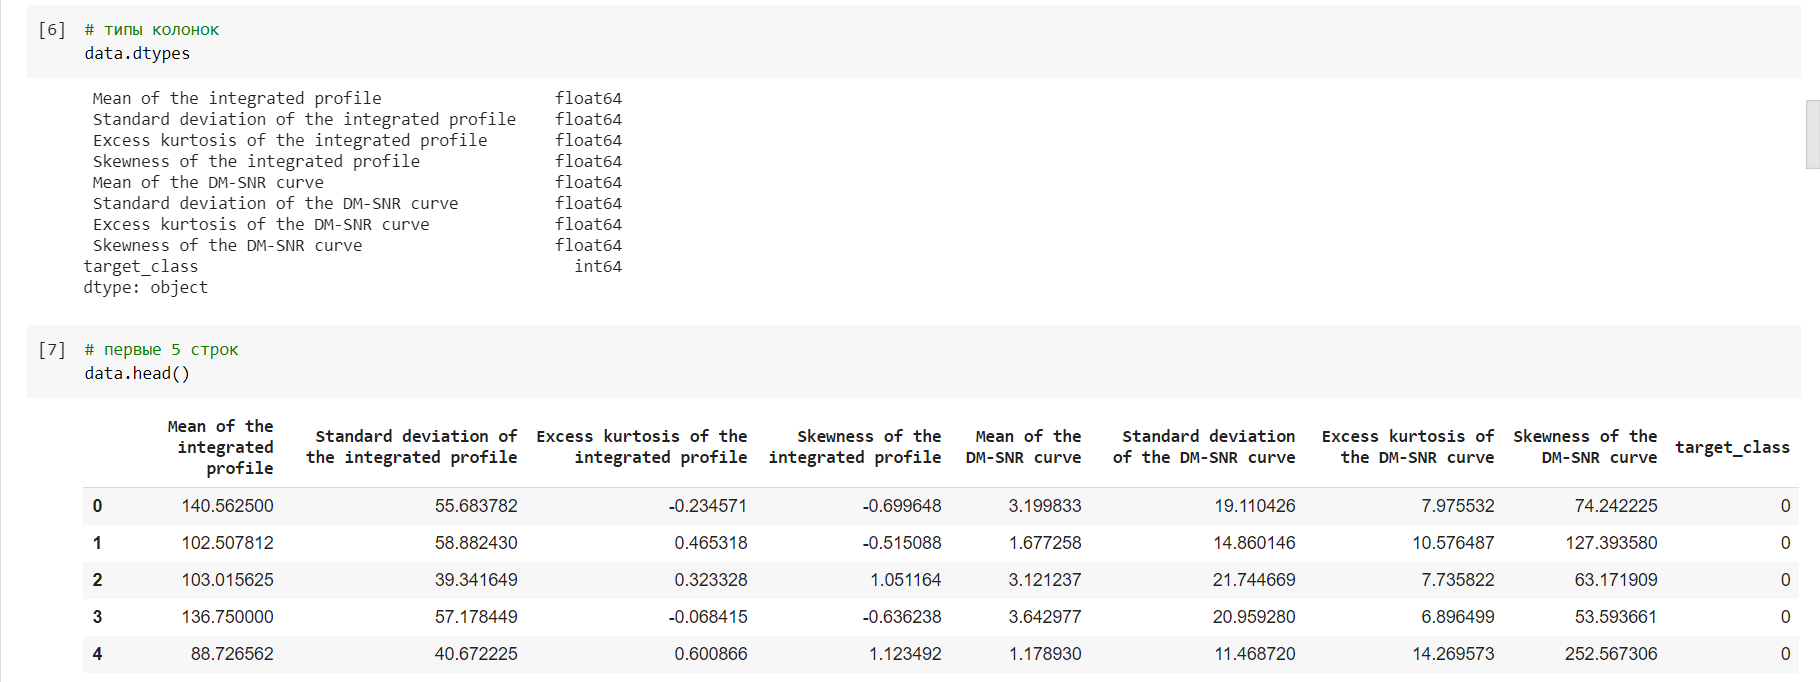 [6] # типы колонок
data.dtypes
Mean of the integrated profile float64
Standard deviation of the integrated profile float64
Excess kurtosis of the integrated profile float64
Skewness of the integrated profile float64
Mean of the DM-SNR curve float64
Standard deviation of the DM-SNR curve float64
Excess kurtosis of the DM-SNR curve float64
Skewness of the DM-SNR curve float64
target_class int64
dtype: object
[7] # первые 5 строк
data.head()
Mean of the
integrated
profile
Standard deviation of
the integrated profile
Excess kurtosis of the
integrated profile
Skewness of the
integrated profile
Mean of the
DM-SNR curve
Standard deviation
of the DM-SNR curve
Excess kurtosis of
the DM-SNR curve
Skewness of the
DM-SNR curve
target_class
0 140.562500 55.683782 -0.234571 -0.699648 3.199833 19.110426 7.975532 74.242225 0
1 102.507812 58.882430 0.465318 -0.515088 1.677258 14.860146 10.576487 127.393580 0
2 103.015625 39.341649 0.323328 1.051164 3.121237 21.744669 7.735822 63.171909 0
3 136.750000 57.178449 -0.068415 -0.636238 3.642977 20.959280 6.896499 53.593661 0
4 88.726562 40.672225 0.600866 1.123492 1.178930 11.468720 14.269573 252.567306 0